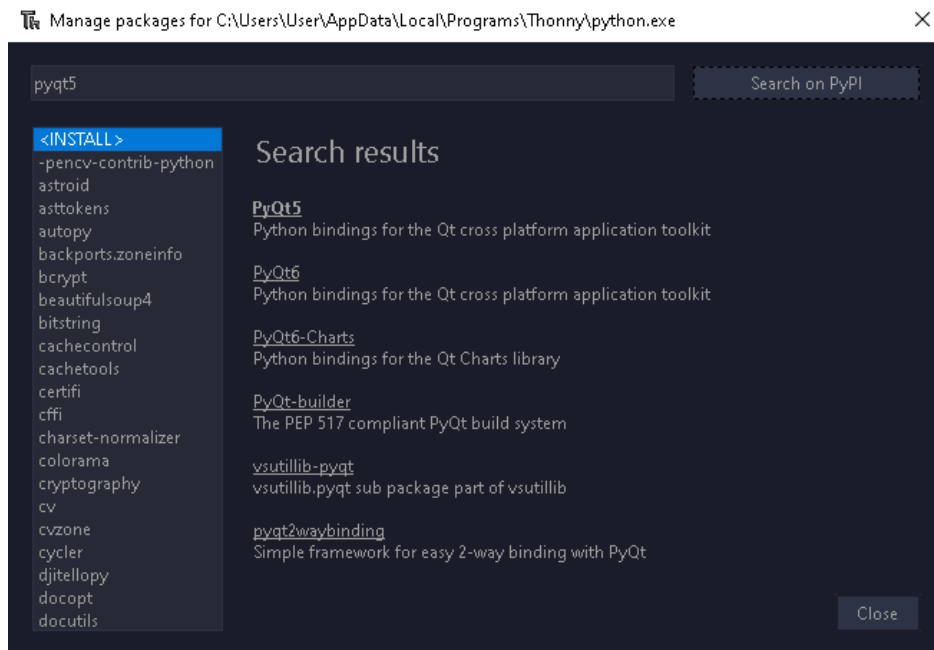 Manage packages for C:\Users\User\AppData\Local\Programs\Thonny\python.exe
pyqt5
Search on PyPI
<INSTALL>
-pencv-contrib-python
astroid
asttokens
autopy
backports.zoneinfo
bcrypt
beautifulsoup4
bitstring
cachecontrol
cachetools
certifi
cffi
charset-normalizer
colorama
cryptography
cv
cvzone
cycler
djitellopy
docopt
docutils
Search results
PyQt5
Python bindings for the Qt cross platform application toolkit
PyQt6
Python bindings for the Qt cross platform application toolkit
PyQt6-Charts
Python bindings for the Qt Charts library
PyQt-builder
The PEP 517 compliant PyQt build system
vsutillib-pyqt
vsutillib.pyqt sub package part of vsutillib
pyqt2waybinding
Simple framework for easy 2-way binding with PyQt
Close